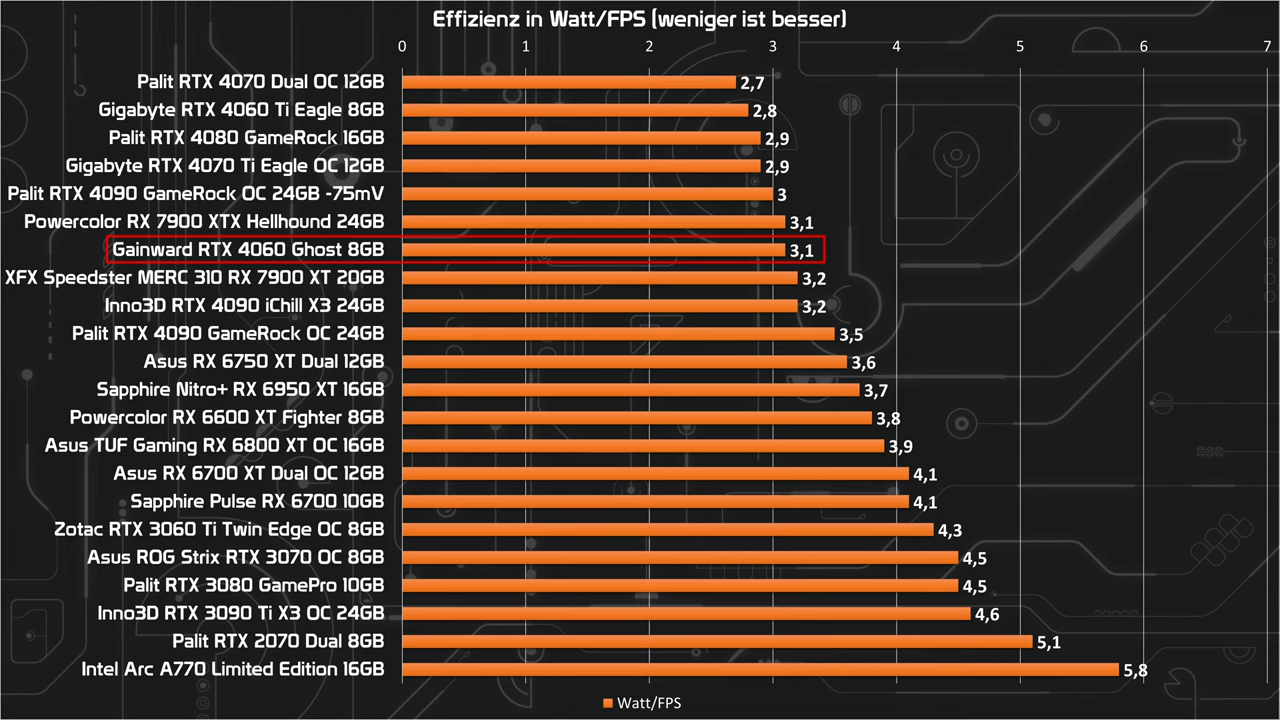 Effizienz in Watt/FPS (weniger ist besser)
0 1 2 3 4 5 6 7
Palit RTX 4070 Dual OC 12GB 2,7
Gigabyte RTX 4060 Ti Eagle 8GB 2,8
Palit RTX 4080 GameRock 16GB 2,9
Gigabyte RTX 4070 Ti Eagle OC 12GB 2,9
Palit RTX 4090 GameRock OC 24GB -75mV 3
Powercolor RX 7900 XTX Hellhound 24GB 3,1
Gainward RTX 4060 Ghost 8GB 3,1
XFX Speedster MERC 310 RX 7900 XT 20GB 3,2
Inno3D RTX 4090 iChill X3 24GB 3,2
Palit RTX 4090 GameRock OC 24GB 3,5
Asus RX 6750 XT Dual 12GB 3,6
Sapphire Nitro+ RX 6950 XT 16GB 3,7
Powercolor RX 6600 XT Fighter 8GB 3,8
Asus TUF Gaming RX 6800 XT OC 16GB 3,9
Asus RX 6700 XT Dual OC 12GB 4,1
Sapphire Pulse RX 6700 10GB 4,1
Zotac RTX 3060 Ti Twin Edge OC 8GB 4,3
Asus ROG Strix RTX 3070 OC 8GB 4,5
Palit RTX 3080 GamePro 10GB 4,5
Inno3D RTX 3090 Ti X3 OC 24GB 4,6
Palit RTX 2070 Dual 8GB 5,1
Intel Arc A770 Limited Edition 16GB 5,8
Watt/FPS